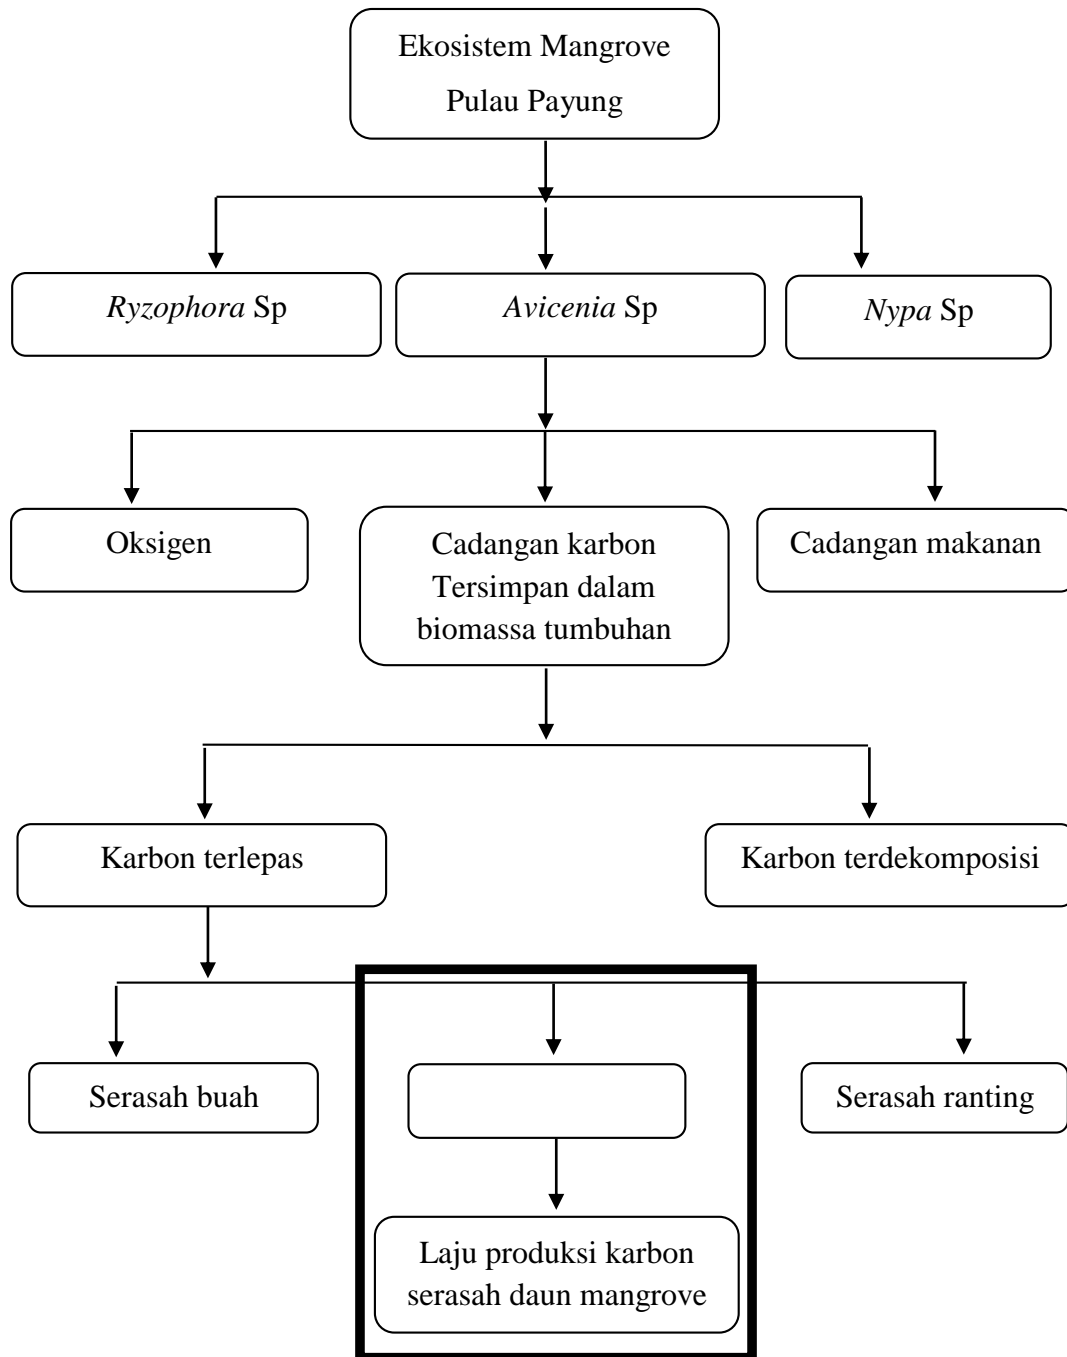 Ekosistem Mangrove
Pulau Payung
Ryzophora Sp
Avicenia Sp
Nypa Sp
Oksigen
Cadangan karbon
Tersimpan dalam
biomassa tumbuhan
Cadangan makanan
Karbon terlepas
Karbon terdekomposisi
Serasah buah
Serasah ranting
Laju produksi karbon
serasah daun mangrove